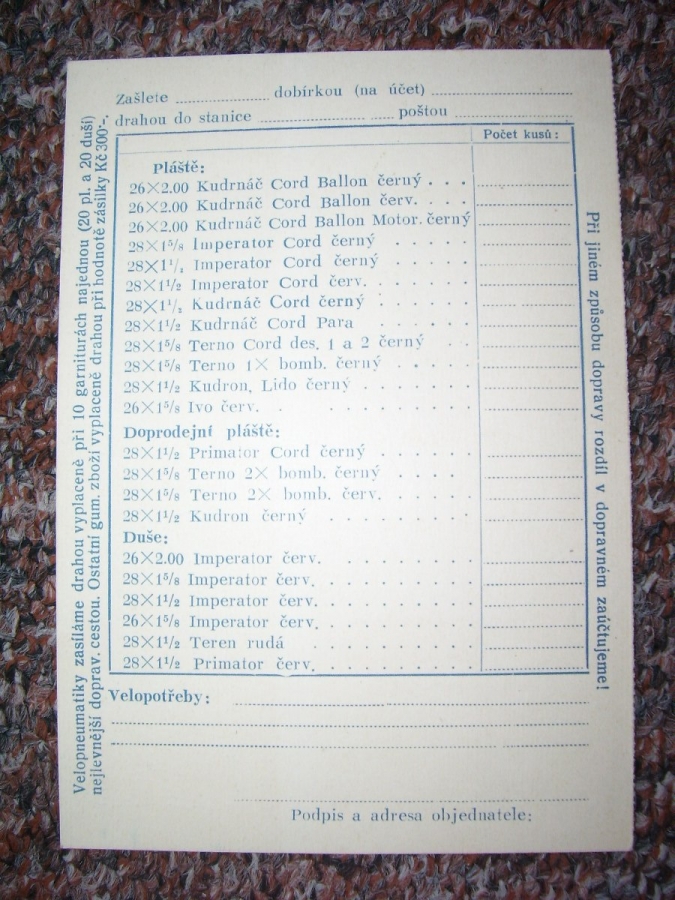 Zašlete ............ dobírkou (na účet) ............
drahou do stanice ............ poštou ............
Počet kusů:
Pláště:
26×2.00 Kudrnáč Cord Ballon černý . . .
26×2.00 Kudrnáč Cord Ballon červ. . . .
26×2.00 Kudrnáč Cord Ballon Motor. černý
28×1⁵/₈ Imperator Cord černý . . . . .
28×1¹/₂ Imperator Cord černý . . . . .
28×1¹/₂ Imperator Cord červ. . . . . .
28×1¹/₂ Kudrnáč Cord černý . . . . . .
28×1¹/₂ Kudrnáč Cord Para . . . . . .
28×1⁵/₈ Terno Cord des. 1 a 2 černý . .
28×1⁵/₈ Terno 1× bomb. černý . . . . .
28×1¹/₂ Kudron, Lido černý . . . . . .
26×1⁵/₈ Ivo červ. . . . . . . . . .
Doprodejní pláště:
28×1¹/₂ Primator Cord černý . . . . .
28×1⁵/₈ Terno 2× bomb. černý . . . . .
28×1⁵/₈ Terno 2× bomb. červ. . . . . .
28×1¹/₂ Kudron černý . . . . . . . .
Duše:
26×2.00 Imperator červ. . . . . . . .
28×1⁵/₈ Imperator červ. . . . . . . .
28×1¹/₂ Imperator červ. . . . . . . .
26×1⁵/₈ Imperator červ. . . . . . . .
28×1¹/₂ Teren rudá . . . . . . . .
28×1¹/₂ Primator červ. . . . . . . .
Velopotřeby:
Podpis a adresa objednatele:
Velopneumatiky zasíláme drahou vyplaceně při 10 garniturách najednou (20 pl. a 20 duší)
nejlevnější doprav. cestou. Ostatní gum. zboží vyplaceně drahou při hodnotě zásilky Kč 300·-.
Při jiném způsobu dopravy rozdíl v dopravném zaúčtujeme!